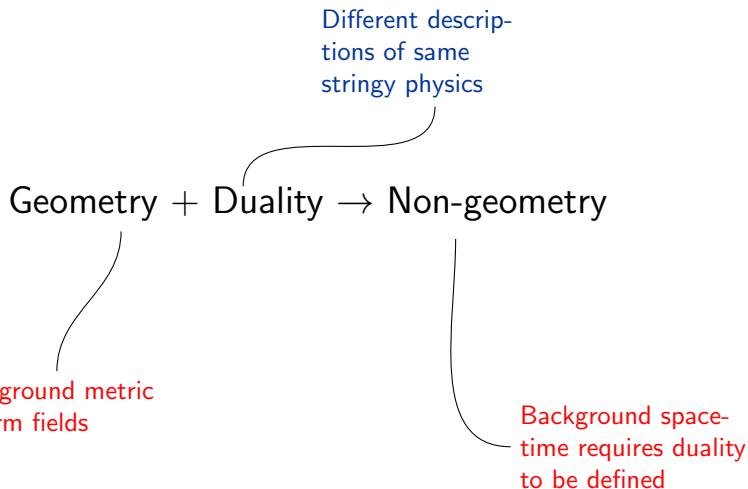 Different descrip-
tions of same
stringy physics
Geometry + Duality → Non-geometry
ground metric
fields
Background space-
time requires duality
to be defined